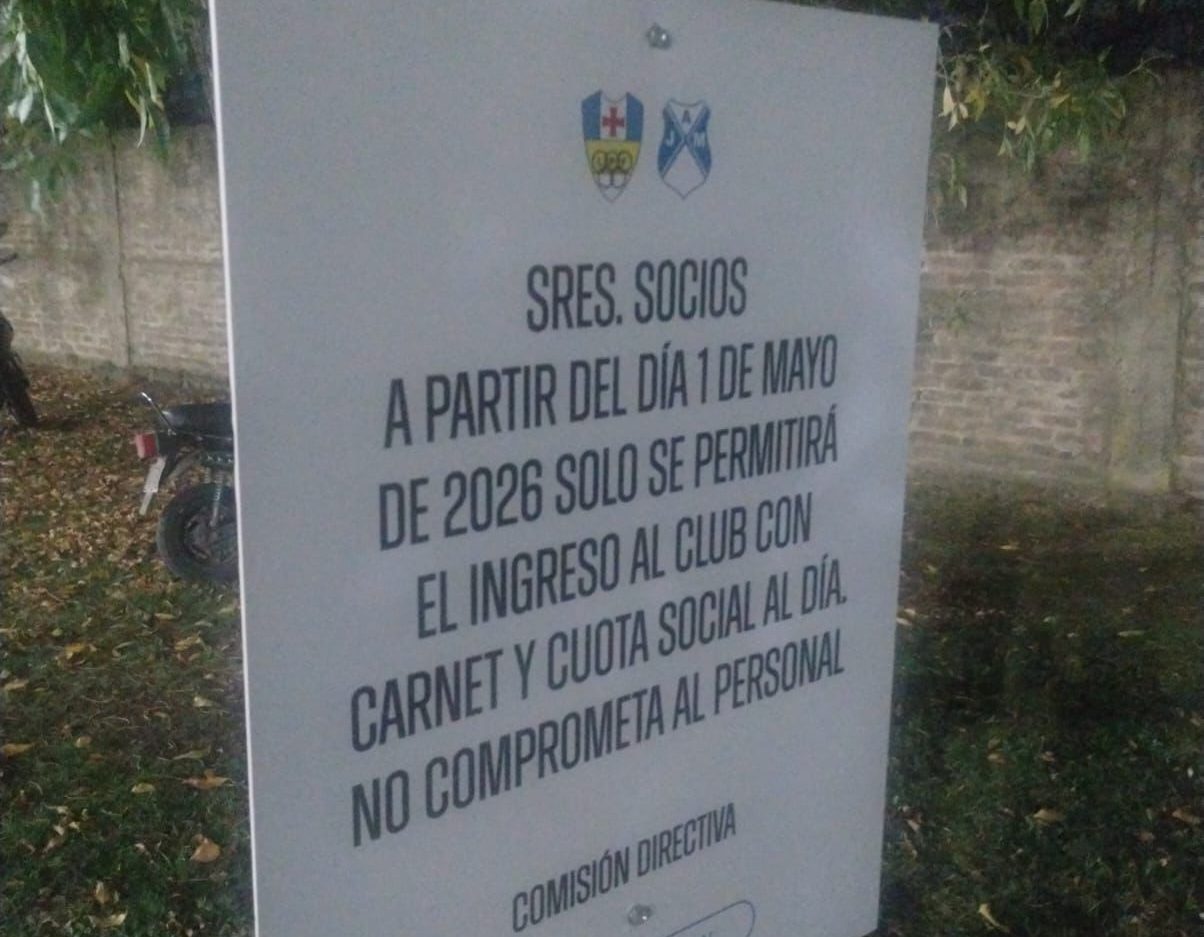 A
J M
SRES. SOCIOS
A PARTIR DEL DÍA 1 DE MAYO
DE 2026 SOLO SE PERMITIRÁ
EL INGRESO AL CLUB CON
CARNET Y CUOTA SOCIAL AL DÍA.
NO COMPROMETA AL PERSONAL
COMISIÓN DIRECTIVA